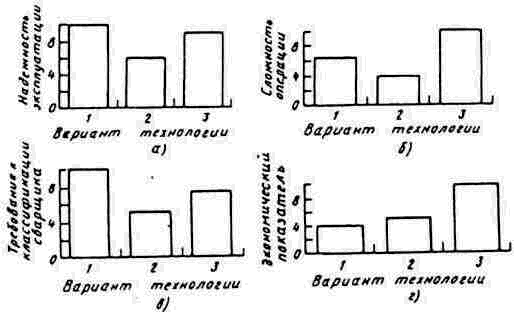 Надежность
эксплуатации
8
4
0
1 2 3
Вариант технологии
а)
Сложность
операции
8
4
0
1 2 3
Вариант технологии
б)
Требование к
классификации
сварщика
8
4
0
1 2 3
Вариант технологии
в)
Экономический
показатель
8
4
0
1 2 3
Вариант технологии
г)